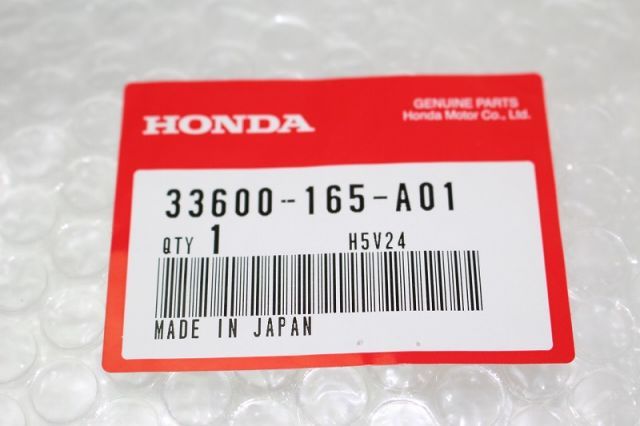 HONDA
GENUINE PARTS
Honda Motor Co., Ltd.
33600-165-A01
QTY 1 H5V24
MADE IN JAPAN